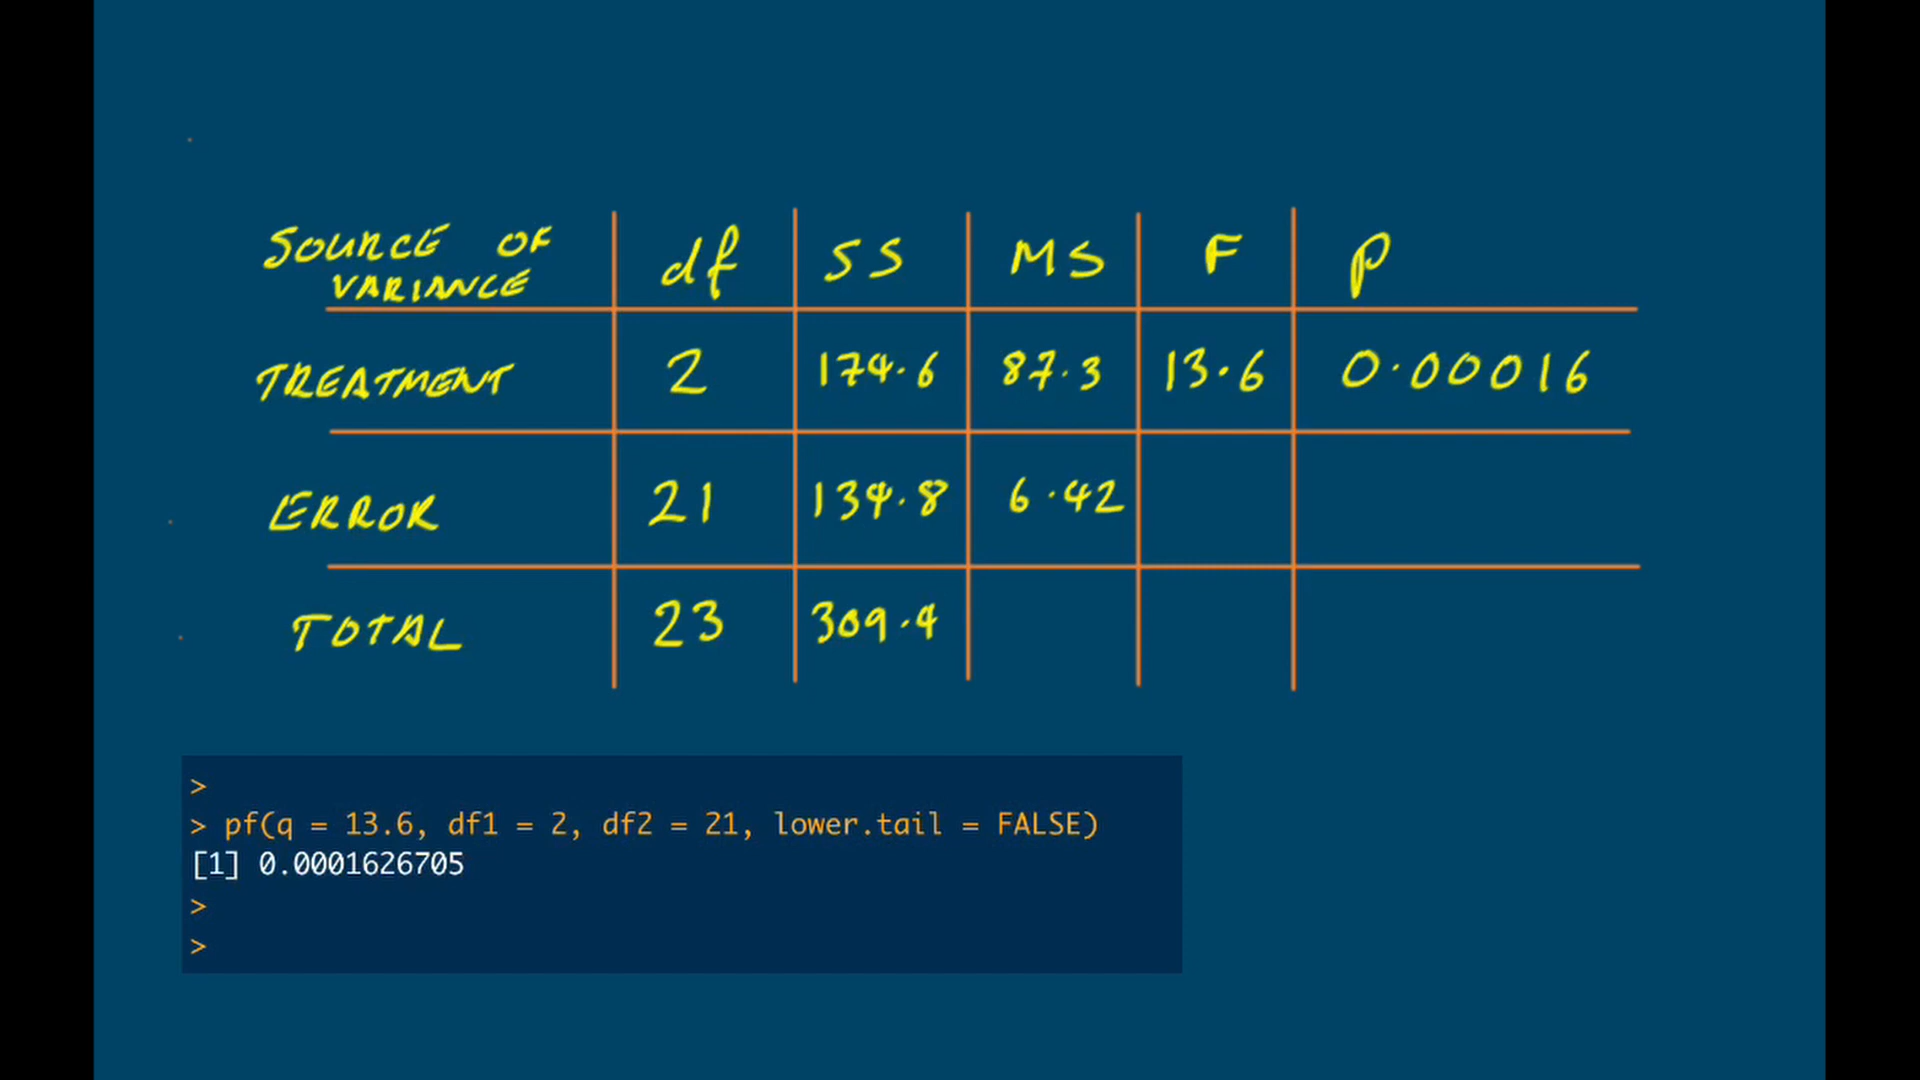 SOURCE OF VARIANCE df SS MS F p
TREATMENT 2 174.6 87.3 13.6 0.00016
ERROR 21 134.8 6.42
TOTAL 23 309.4
>
> pf(q = 13.6, df1 = 2, df2 = 21, lower.tail = FALSE)
[1] 0.0001626705
>
>